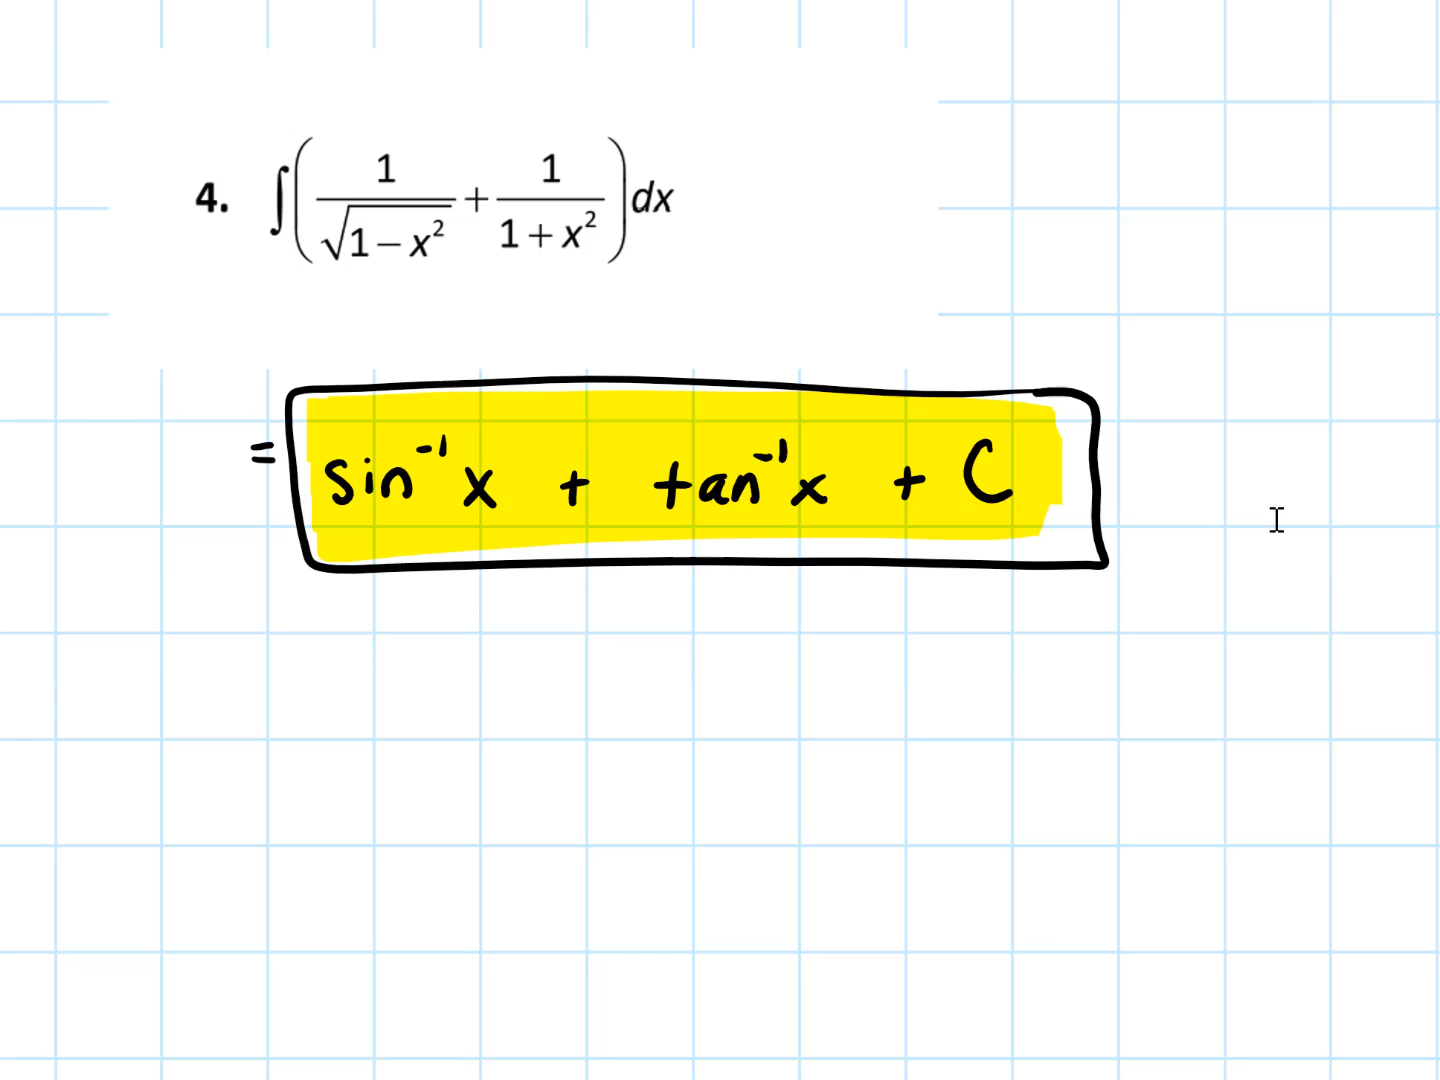 4. ∫(1/√(1−x²) + 1/(1+x²))dx
= sin⁻¹x + tan⁻¹x + C